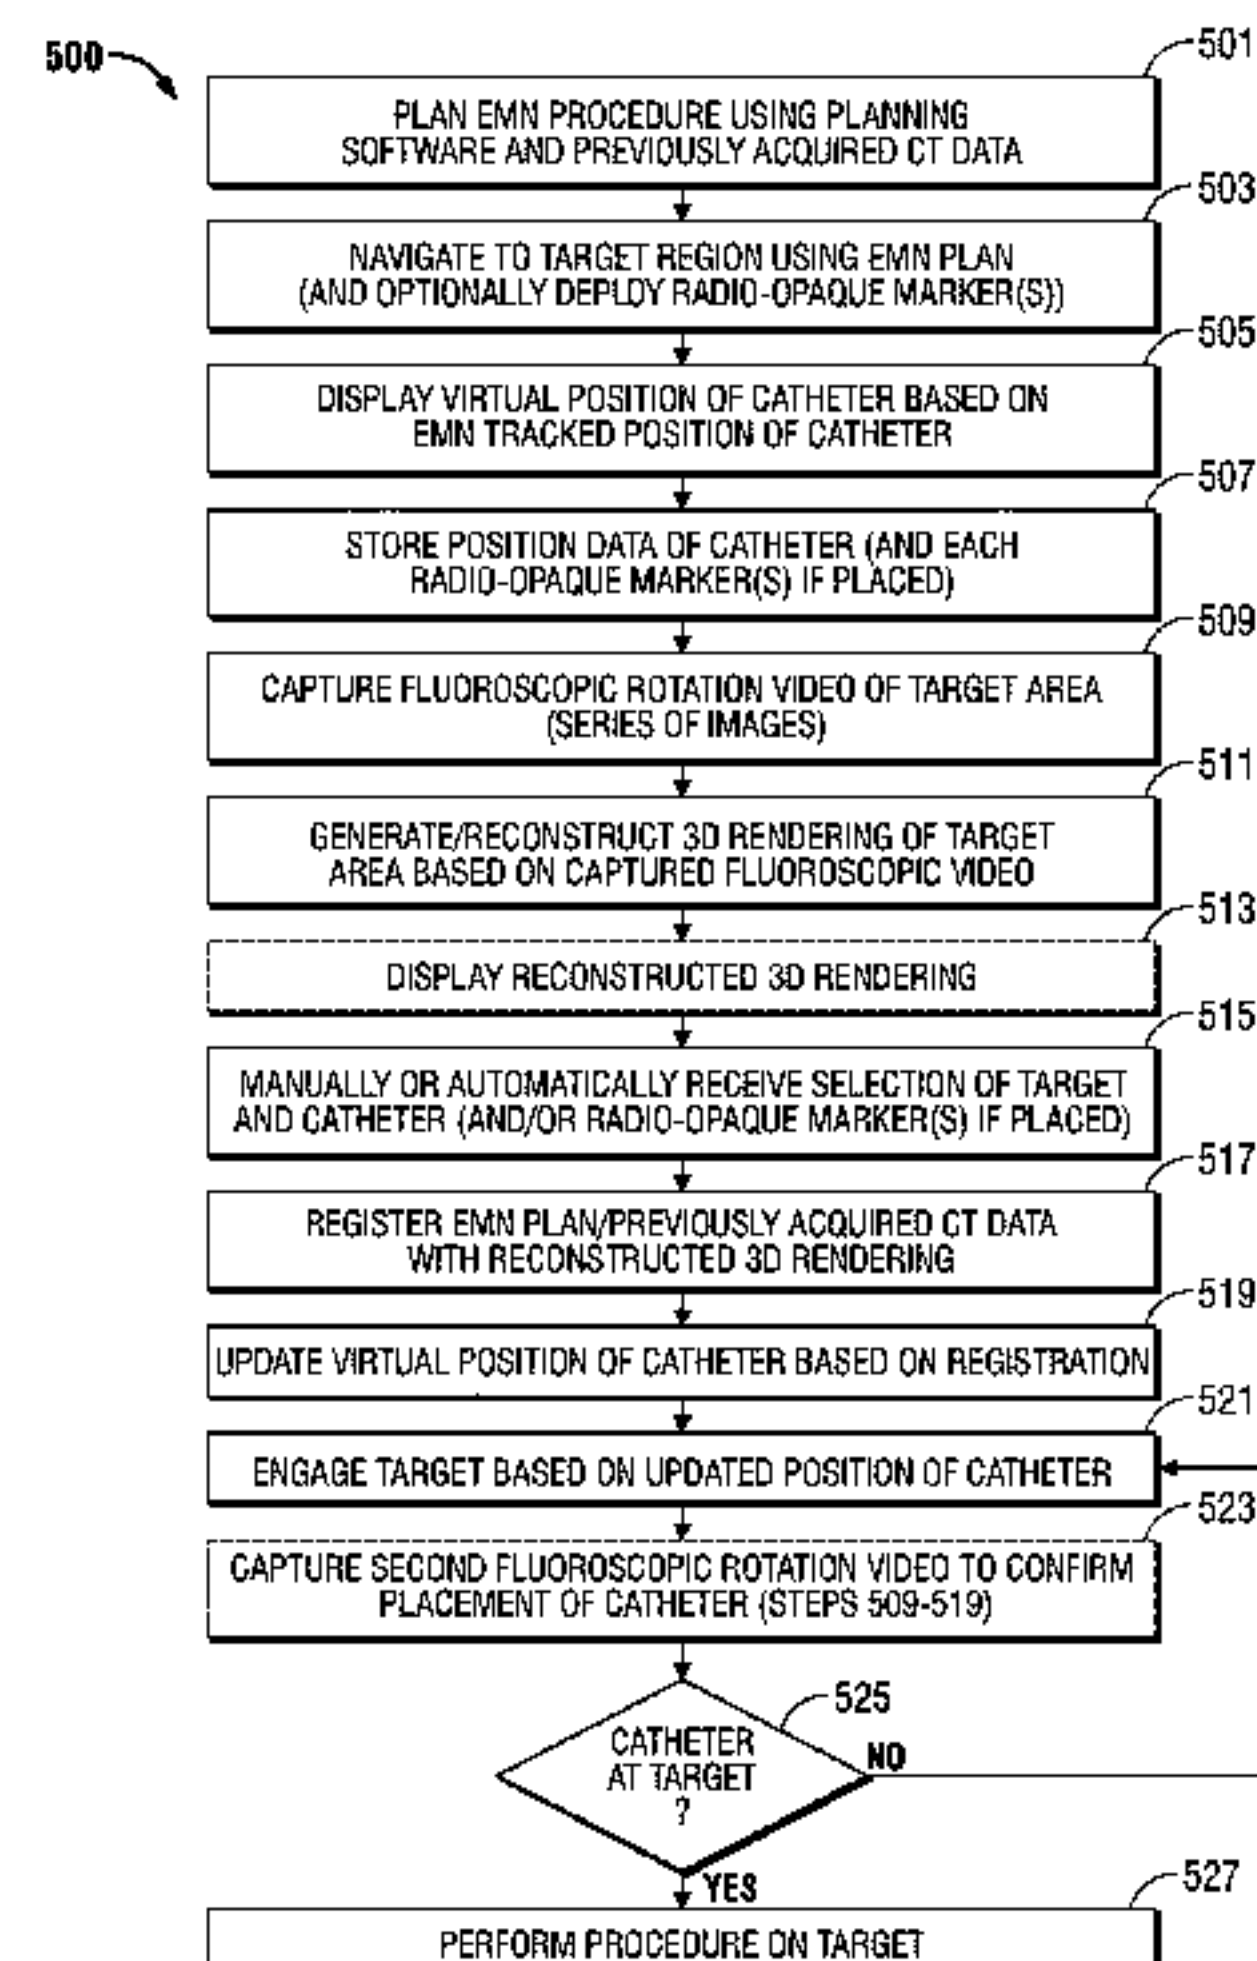 500
501
PLAN EMN PROCEDURE USING PLANNING
SOFTWARE AND PREVIOUSLY ACQUIRED CT DATA
503
NAVIGATE TO TARGET REGION USING EMN PLAN
(AND OPTIONALLY DEPLOY RADIO-OPAQUE MARKER(S))
505
DISPLAY VIRTUAL POSITION OF CATHETER BASED ON
EMN TRACKED POSITION OF CATHETER
507
STORE POSITION DATA OF CATHETER (AND EACH
RADIO-OPAQUE MARKER(S) IF PLACED)
509
CAPTURE FLUOROSCOPIC ROTATION VIDEO OF TARGET AREA
(SERIES OF IMAGES)
511
GENERATE/RECONSTRUCT 3D RENDERING OF TARGET
AREA BASED ON CAPTURED FLUOROSCOPIC VIDEO
513
DISPLAY RECONSTRUCTED 3D RENDERING
515
MANUALLY OR AUTOMATICALLY RECEIVE SELECTION OF TARGET
AND CATHETER (AND/OR RADIO-OPAQUE MARKER(S) IF PLACED)
517
REGISTER EMN PLAN/PREVIOUSLY ACQUIRED CT DATA
WITH RECONSTRUCTED 3D RENDERING
519
UPDATE VIRTUAL POSITION OF CATHETER BASED ON REGISTRATION
521
ENGAGE TARGET BASED ON UPDATED POSITION OF CATHETER
523
CAPTURE SECOND FLUOROSCOPIC ROTATION VIDEO TO CONFIRM
PLACEMENT OF CATHETER (STEPS 509-519)
525
CATHETER
AT TARGET
?
NO
YES
527
PERFORM PROCEDURE ON TARGET